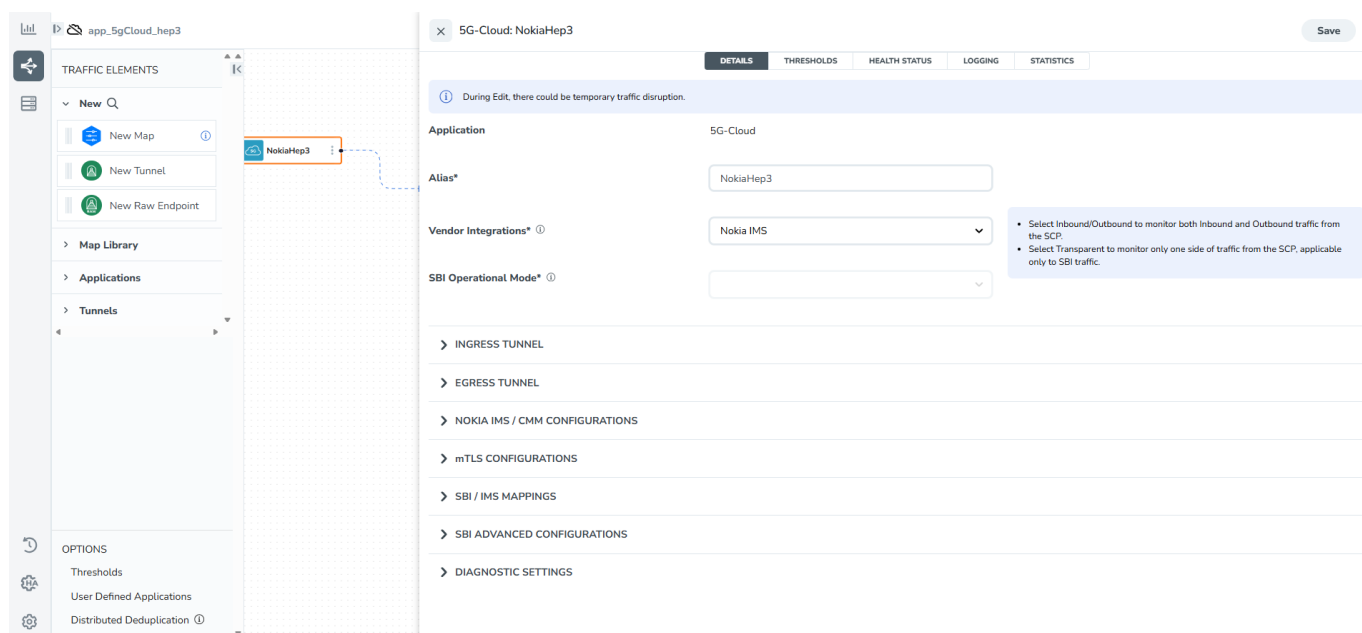 app_5gCloud_hep3
TRAFFIC ELEMENTS
New
New Map
New Tunnel
New Raw Endpoint
Map Library
Applications
Tunnels
OPTIONS
Thresholds
User Defined Applications
Distributed Deduplication
HA
5G
NokiaHep3
5G-Cloud: NokiaHep3
Save
DETAILS
THRESHOLDS
HEALTH STATUS
LOGGING
STATISTICS
During Edit, there could be temporary traffic disruption.
Application
5G-Cloud
Alias*
NokiaHep3
Vendor Integrations*
Nokia IMS
• Select Inbound/Outbound to monitor both Inbound and Outbound traffic from
the SCP.
• Select Transparent to monitor only one side of traffic from the SCP, applicable
only to SBI traffic.
SBI Operational Mode*
INGRESS TUNNEL
EGRESS TUNNEL
NOKIA IMS / CMM CONFIGURATIONS
mTLS CONFIGURATIONS
SBI / IMS MAPPINGS
SBI ADVANCED CONFIGURATIONS
DIAGNOSTIC SETTINGS